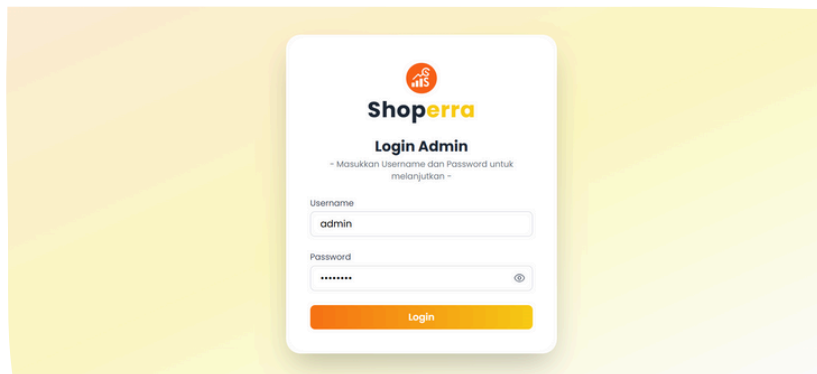 Shoperra
Login Admin
- Masukkan Username dan Password untuk
melanjutkan -
Username
admin
Password
••••••••
Login